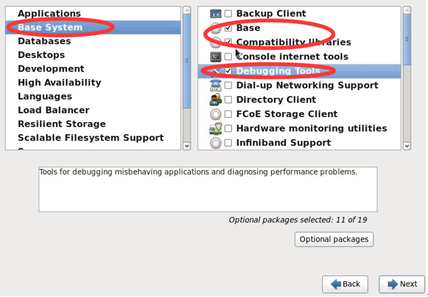 Applications
Base System
Databases
Desktops
Development
High Availability
Languages
Load Balancer
Resilient Storage
Scalable Filesystem Support
Backup Client
Base
Compatibility libraries
Console internet tools
Debugging Tools
Dial-up Networking Support
Directory Client
FCoE Storage Client
Hardware monitoring utilities
Infiniband Support
Tools for debugging misbehaving applications and diagnosing performance problems.
Optional packages selected: 11 of 19
Optional packages
Back
Next